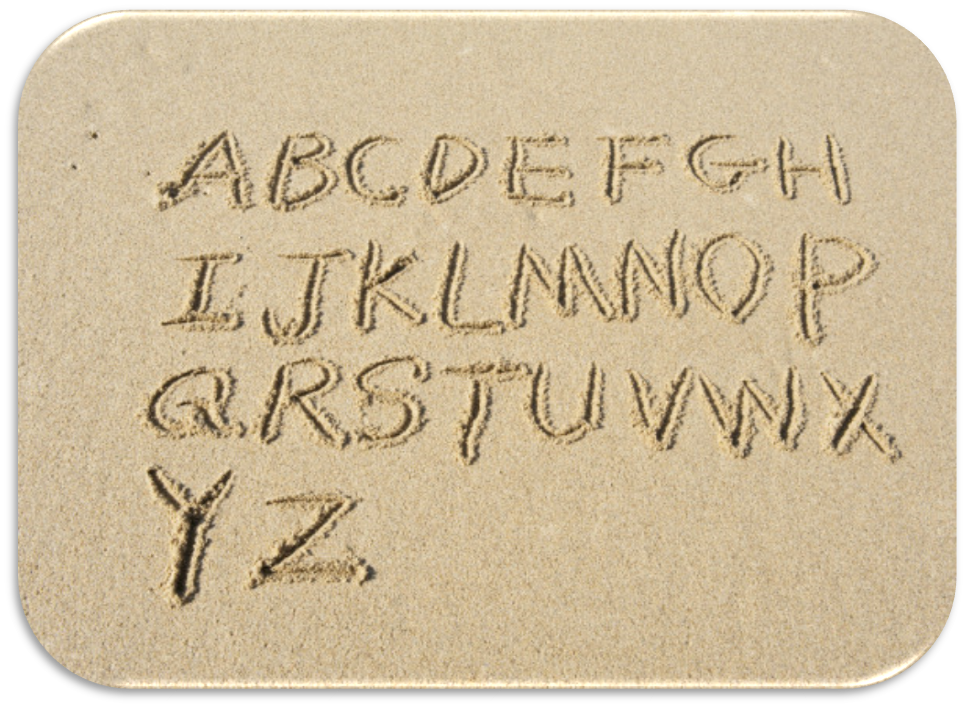 ABCDEFGH
IJKLMNOP
QRSTUVWX
YZ